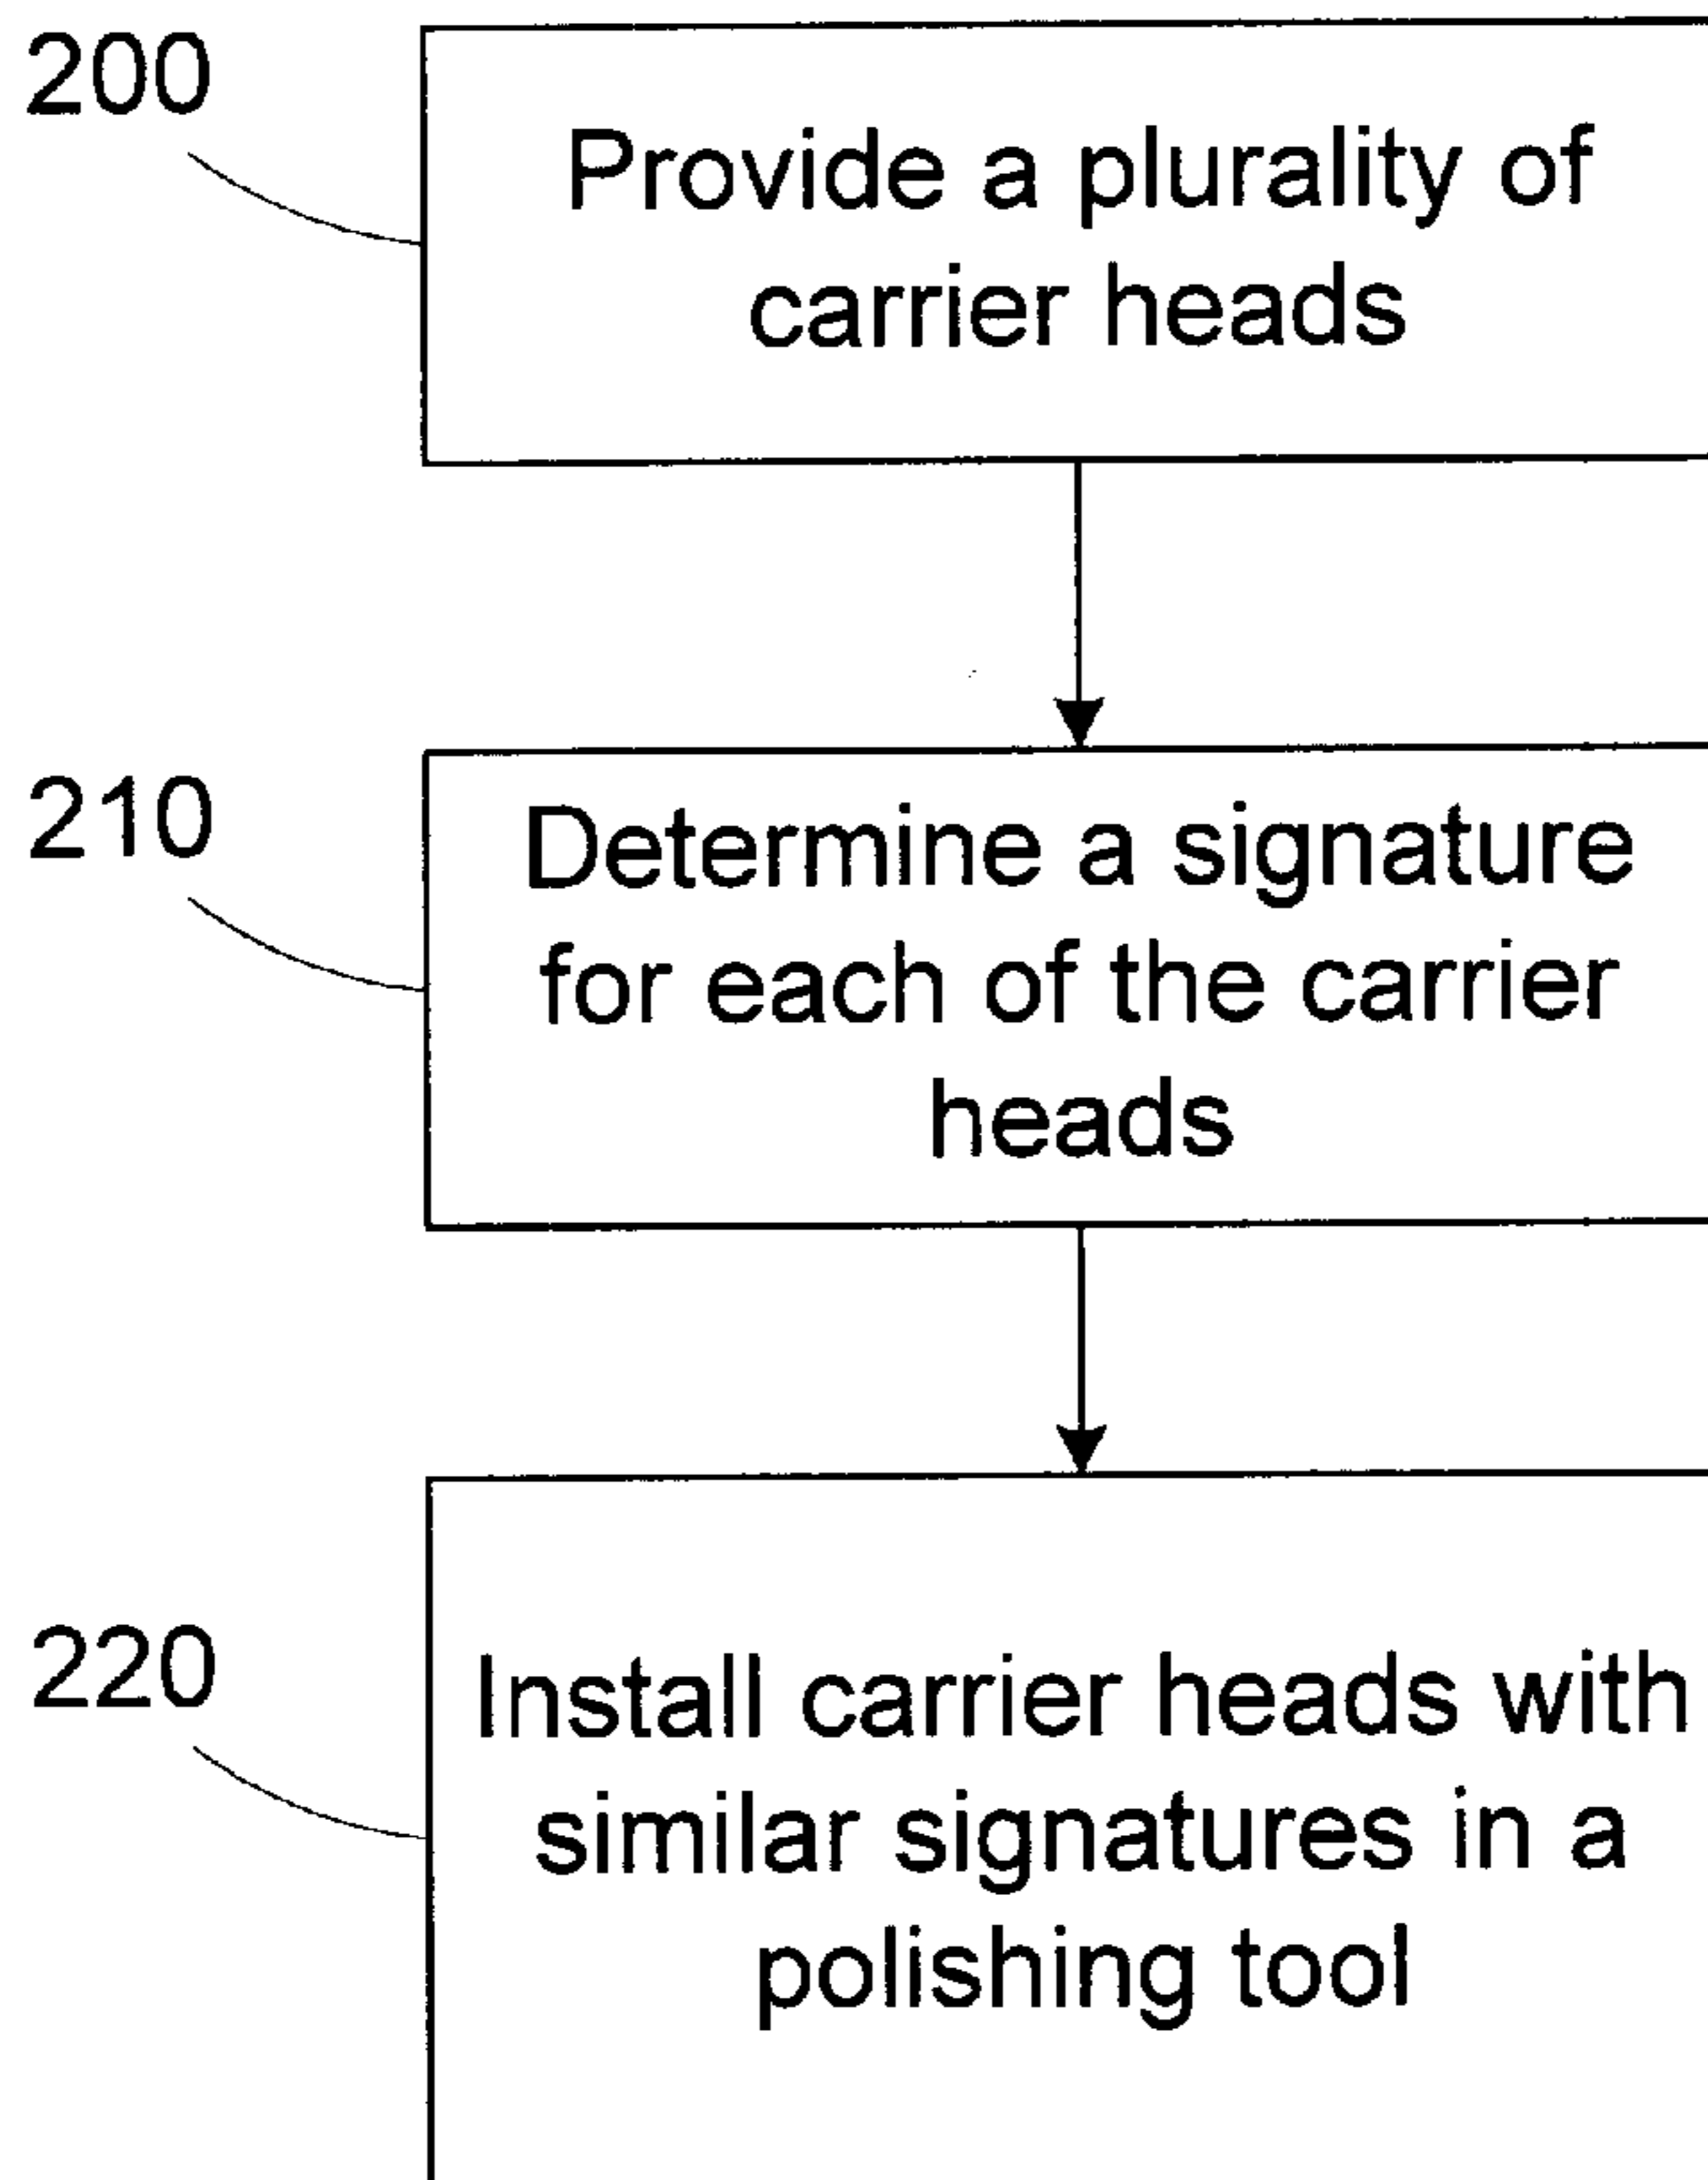 200
Provide a plurality of
carrier heads
210
Determine a signature
for each of the carrier
heads
220
Install carrier heads with
similar signatures in a
polishing tool